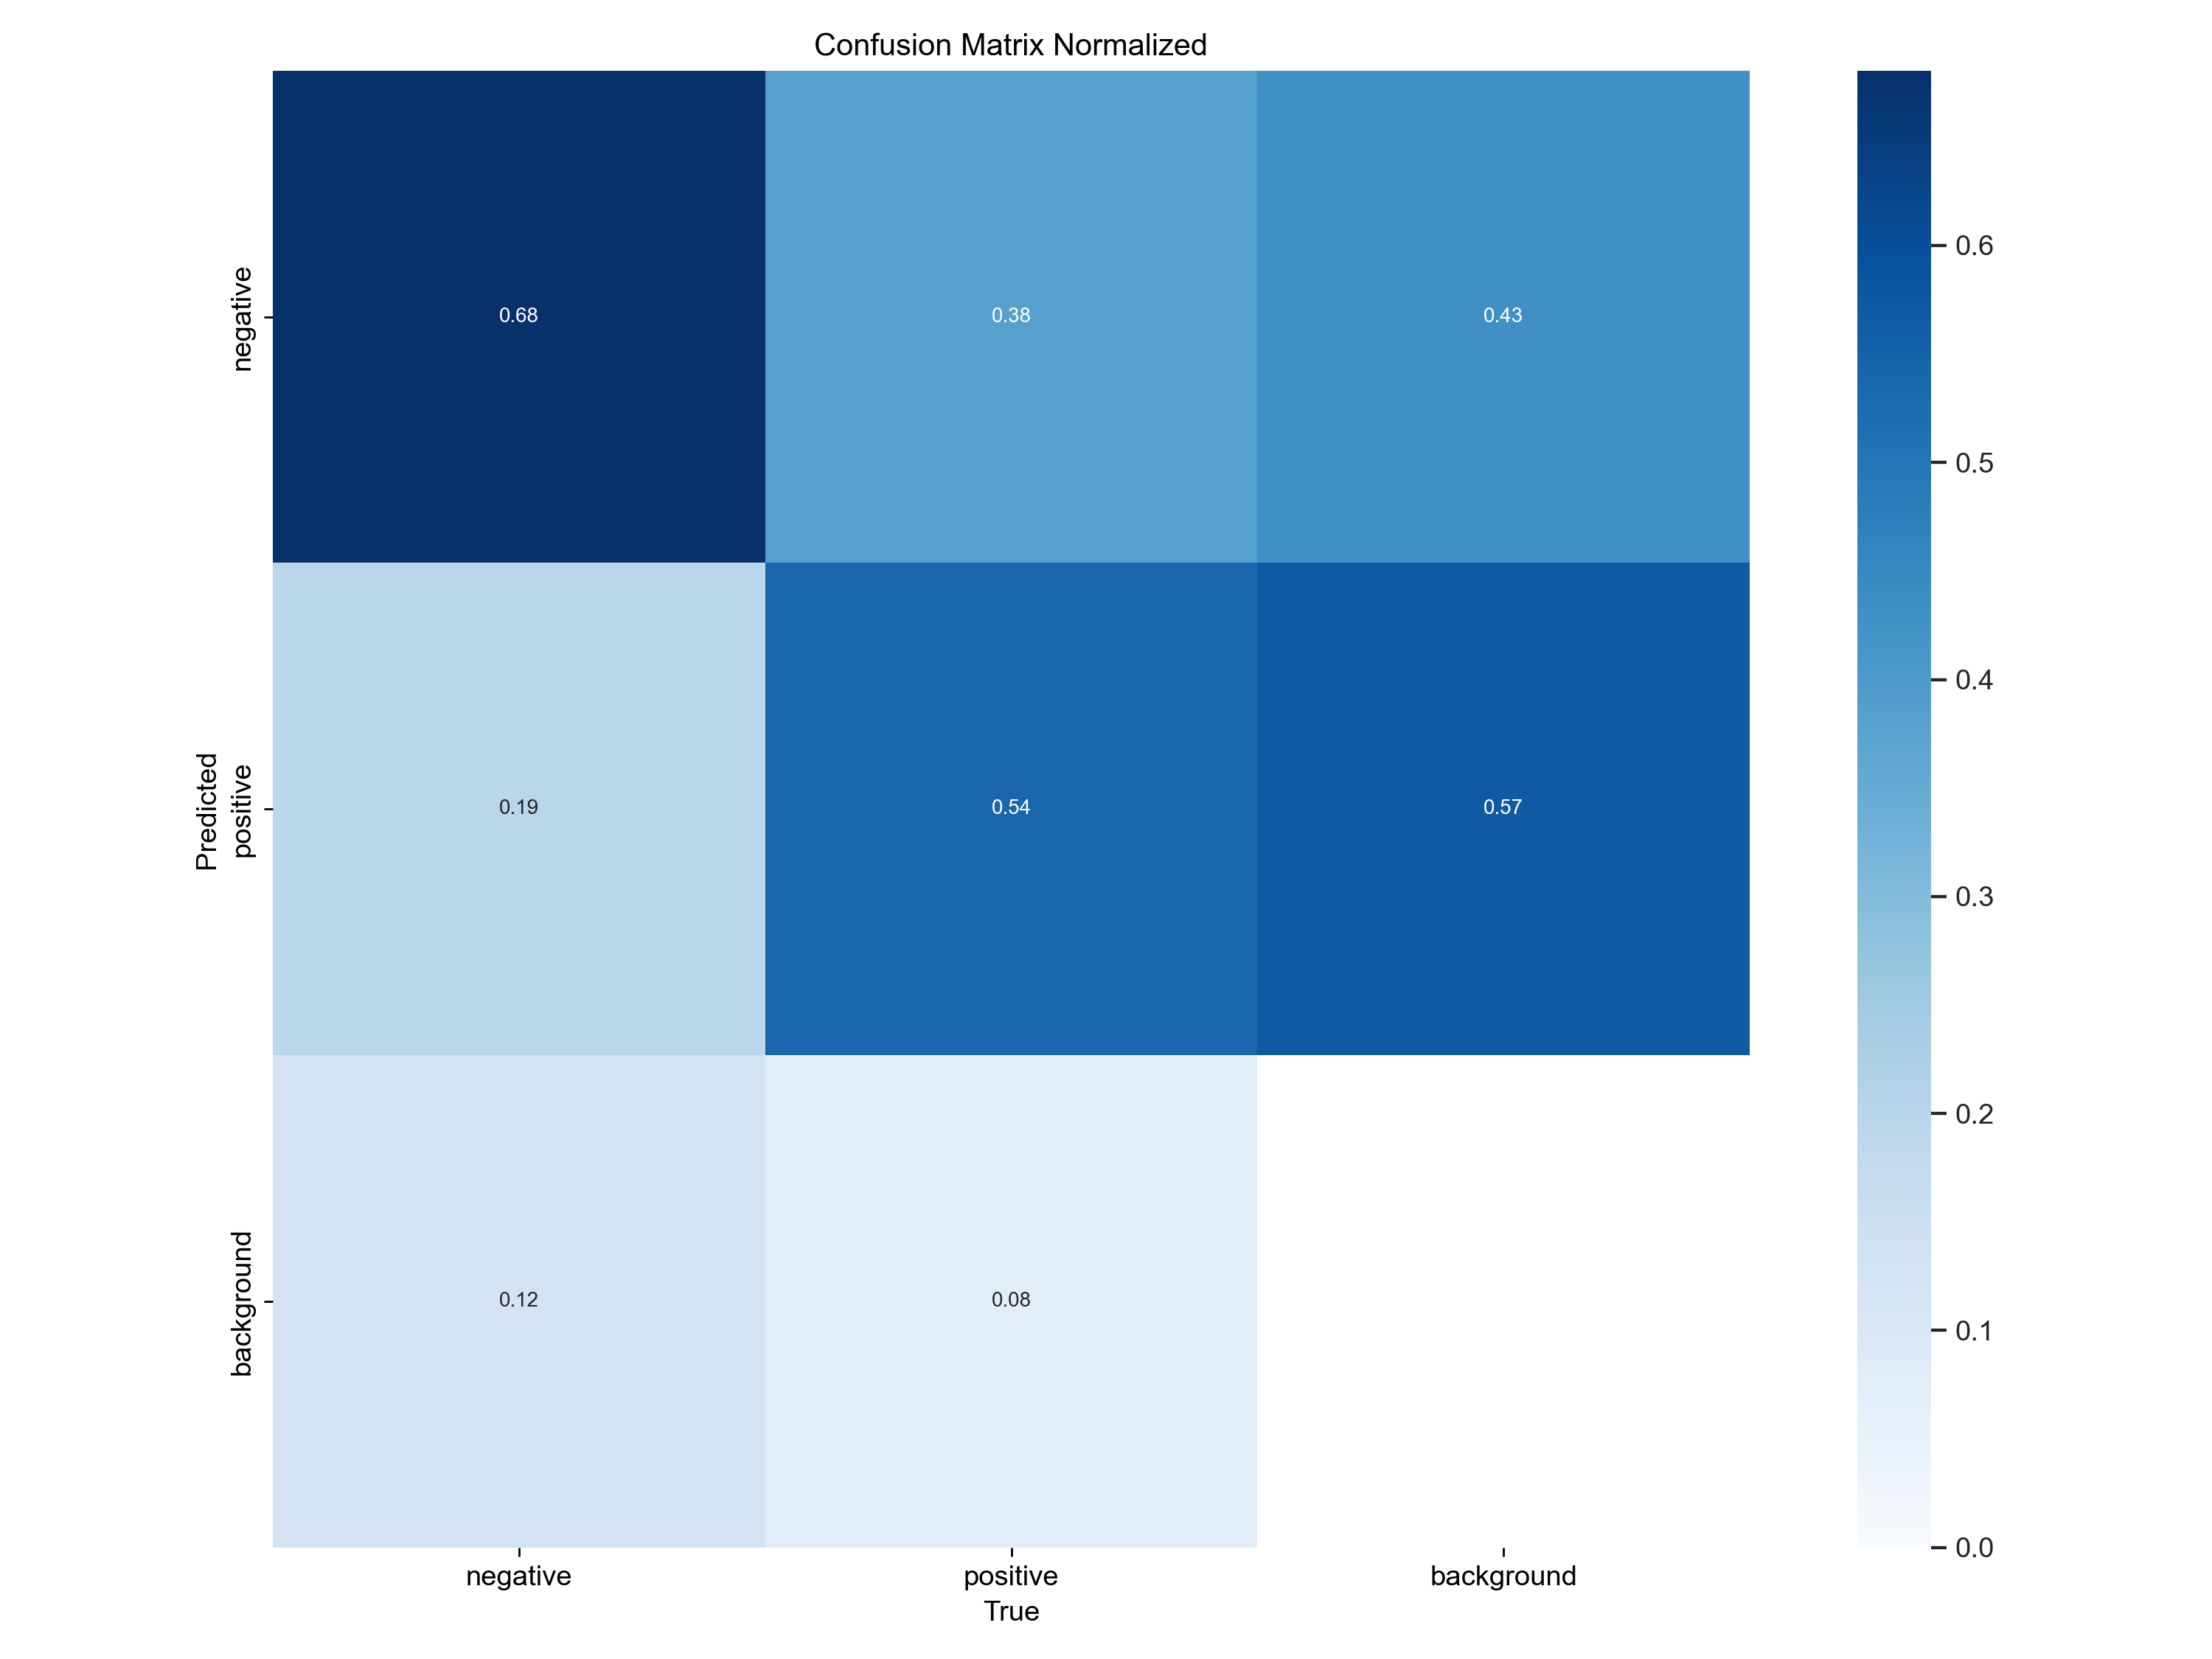 Confusion Matrix Normalized
negative
0.68
0.38
0.43
0.6
0.5
0.4
Predicted
positive
0.19
0.54
0.57
0.3
0.2
background
0.12
0.08
0.1
0.0
negative
positive
background
True